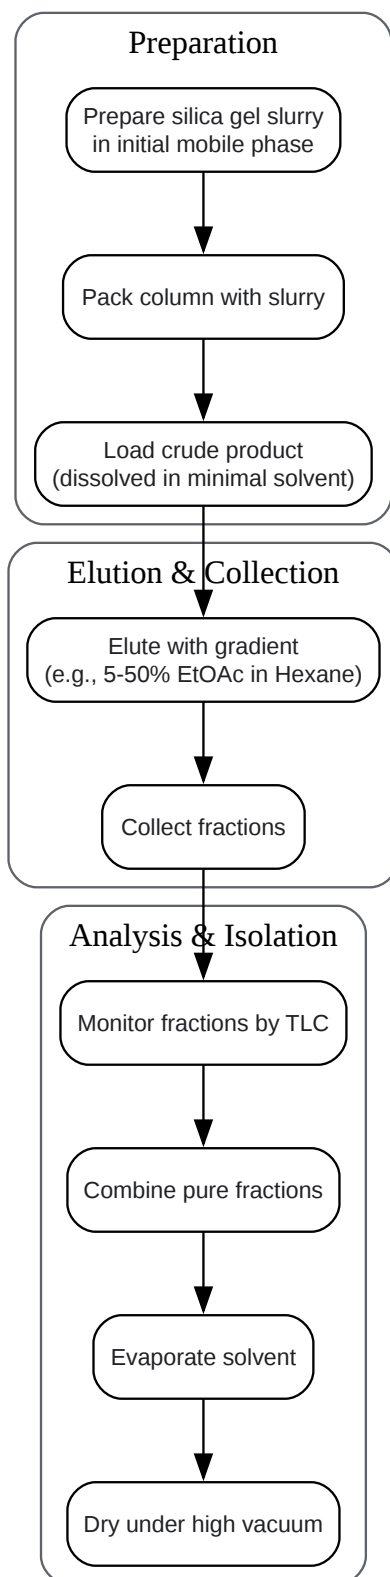 Preparation
Prepare silica gel slurry
in initial mobile phase
Pack column with slurry
Load crude product
(dissolved in minimal solvent)
Elution & Collection
Elute with gradient
(e.g., 5-50% EtOAc in Hexane)
Collect fractions
Analysis & Isolation
Monitor fractions by TLC
Combine pure fractions
Evaporate solvent
Dry under high vacuum